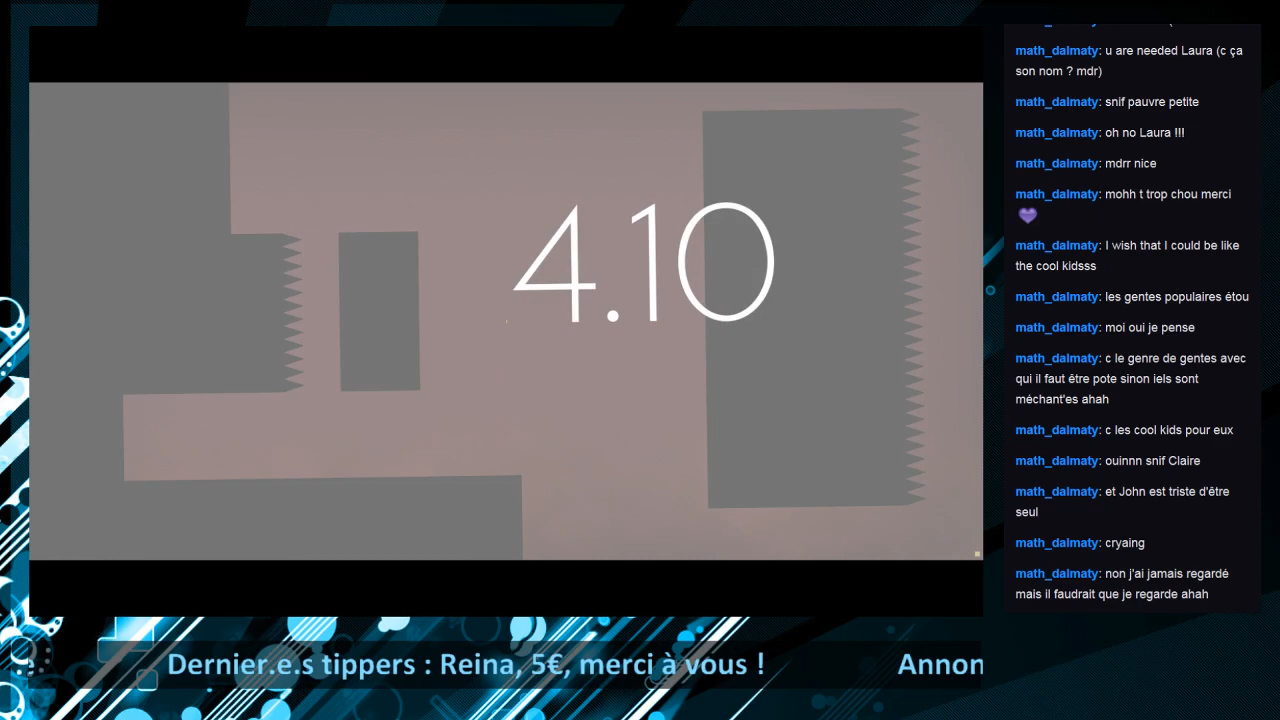 4.10
math_dalmaty: u are needed Laura (c ça
son nom ? mdr)
math_dalmaty: snif pauvre petite
math_dalmaty: oh no Laura !!!
math_dalmaty: mdrr nice
math_dalmaty: mohh t trop chou merci
math_dalmaty: I wish that I could be like
the cool kidsss
math_dalmaty: les gentes populaires étou
math_dalmaty: moi oui je pense
math_dalmaty: c le genre de gentes avec
qui il faut être pote sinon iels sont
méchant'es ahah
math_dalmaty: c les cool kids pour eux
math_dalmaty: ouinnn snif Claire
math_dalmaty: et John est triste d'être
seul
math_dalmaty: cryaing
math_dalmaty: non j'ai jamais regardé
mais il faudrait que je regarde ahah
Dernier.e.s tippers : Reina, 5€, merci à vous ! Annon